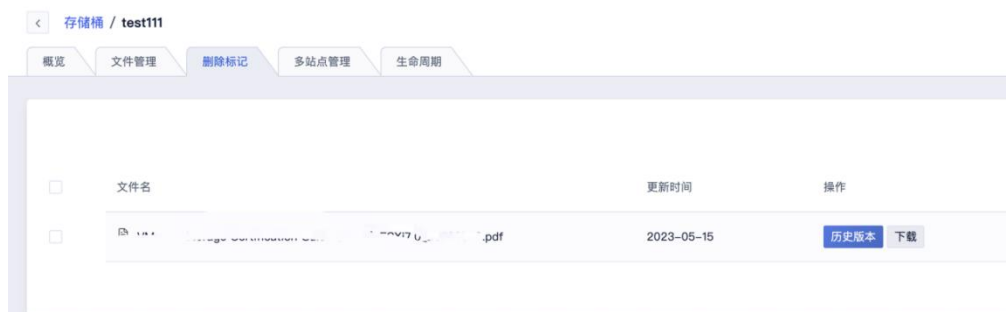 存储桶 / test111
概览 文件管理 删除标记 多站点管理 生命周期
文件名 更新时间 操作
.pdf 2023-05-15 历史版本 下载